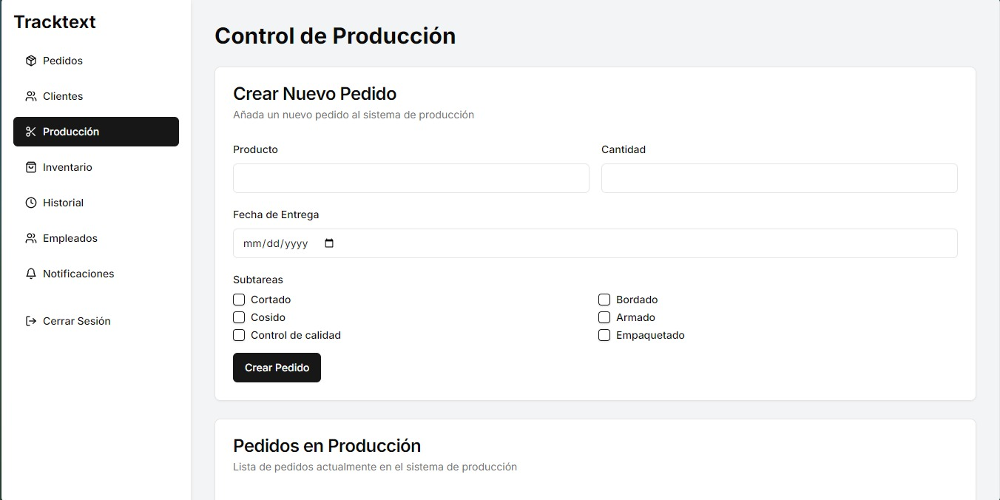 Tracktext
Pedidos
Clientes
Producción
Inventario
Historial
Empleados
Notificaciones
Cerrar Sesión
Control de Producción
Crear Nuevo Pedido
Añada un nuevo pedido al sistema de producción
Producto
Cantidad
Fecha de Entrega
mm/dd/yyyy
Subtareas
Cortado
Bordado
Cosido
Armado
Control de calidad
Empaquetado
Crear Pedido
Pedidos en Producción
Lista de pedidos actualmente en el sistema de producción